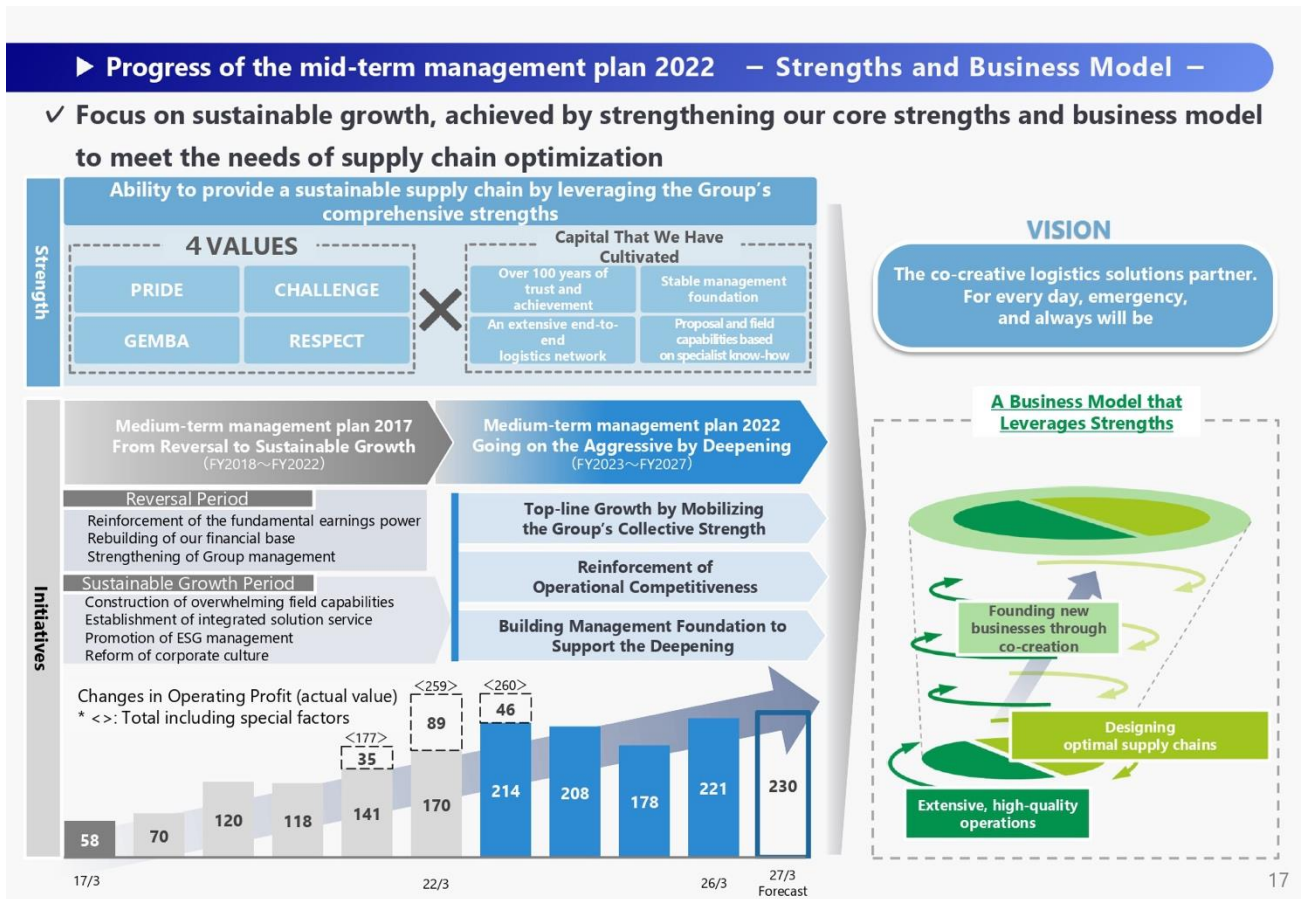 ▶ Progress of the mid-term management plan 2022 － Strengths and Business Model －
✓ Focus on sustainable growth, achieved by strengthening our core strengths and business model
to meet the needs of supply chain optimization
Strength
Ability to provide a sustainable supply chain by leveraging the Group's
comprehensive strengths
4 VALUES
PRIDE
CHALLENGE
GEMBA
RESPECT
Capital That We Have
Cultivated
Over 100 years of
trust and
achievement
Stable management
foundation
An extensive end-to-
end
logistics network
Proposal and field
capabilities based
on specialist know-how
VISION
The co-creative logistics solutions partner.
For every day, emergency,
and always will be
Initiatives
Medium-term management plan 2017
From Reversal to Sustainable Growth
(FY2018～FY2022)
Medium-term management plan 2022
Going on the Aggressive by Deepening
(FY2023～FY2027)
Reversal Period
Reinforcement of the fundamental earnings power
Rebuilding of our financial base
Strengthening of Group management
Sustainable Growth Period
Construction of overwhelming field capabilities
Establishment of integrated solution service
Promotion of ESG management
Reform of corporate culture
Top-line Growth by Mobilizing
the Group's Collective Strength
Reinforcement of
Operational Competitiveness
Building Management Foundation to
Support the Deepening
Changes in Operating Profit (actual value)
* <>: Total including special factors
<177>
<259>
<260>
35
89
46
58
70
120
118
141
170
214
208
178
221
230
17/3
22/3
26/3
27/3
Forecast
A Business Model that
Leverages Strengths
Founding new
businesses through
co-creation
Designing
optimal supply chains
Extensive, high-quality
operations
17